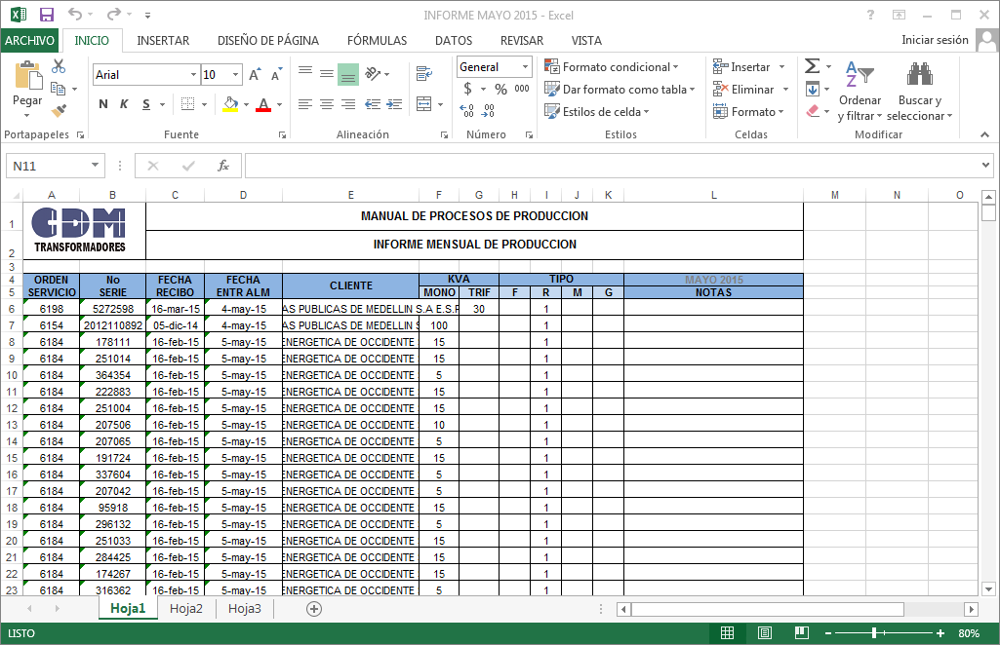 INFORME MAYO 2015 - Excel
?
ARCHIVO INICIO INSERTAR DISEÑO DE PÁGINA FÓRMULAS DATOS REVISAR VISTA Iniciar sesión
Arial 10 General Formato condicional Insertar
Pegar N K S $ % 000 Dar formato como tabla Eliminar Ordenar y filtrar Buscar y seleccionar
Estilos de celda Formato
Portapapeles Fuente Alineación Número Estilos Celdas Modificar
N11 fx
A B C D E F G H I J K L M N O
1 CDM MANUAL DE PROCESOS DE PRODUCCION
2 TRANSFORMADORES INFORME MENSUAL DE PRODUCCION
3
4 ORDEN No FECHA FECHA CLIENTE KVA TIPO MAYO 2015
5 SERVICIO SERIE RECIBO ENTR ALM MONO TRIF F R M G NOTAS
6 6198 5272598 16-mar-15 4-may-15 AS PUBLICAS DE MEDELLIN S.A E.S.P 30 1
7 6154 2012110892 05-dic-14 4-may-15 AS PUBLICAS DE MEDELLIN S 100 1
8 6184 178111 16-feb-15 5-may-15 ENERGETICA DE OCCIDENTE 15 1
9 6184 251014 16-feb-15 5-may-15 ENERGETICA DE OCCIDENTE 15 1
10 6184 364354 16-feb-15 5-may-15 ENERGETICA DE OCCIDENTE 5 1
11 6184 222883 16-feb-15 5-may-15 ENERGETICA DE OCCIDENTE 15 1
12 6184 251004 16-feb-15 5-may-15 ENERGETICA DE OCCIDENTE 15 1
13 6184 207506 16-feb-15 5-may-15 ENERGETICA DE OCCIDENTE 10 1
14 6184 207065 16-feb-15 5-may-15 ENERGETICA DE OCCIDENTE 5 1
15 6184 191724 16-feb-15 5-may-15 ENERGETICA DE OCCIDENTE 15 1
16 6184 337604 16-feb-15 5-may-15 ENERGETICA DE OCCIDENTE 5 1
17 6184 207042 16-feb-15 5-may-15 ENERGETICA DE OCCIDENTE 5 1
18 6184 95918 16-feb-15 5-may-15 ENERGETICA DE OCCIDENTE 15 1
19 6184 296132 16-feb-15 5-may-15 ENERGETICA DE OCCIDENTE 5 1
20 6184 251033 16-feb-15 5-may-15 ENERGETICA DE OCCIDENTE 15 1
21 6184 284425 16-feb-15 5-may-15 ENERGETICA DE OCCIDENTE 15 1
22 6184 174267 16-feb-15 5-may-15 ENERGETICA DE OCCIDENTE 15 1
23 6184 316362 16-feb-15 5-may-15 ENERGETICA DE OCCIDENTE 5 1
Hoja1 Hoja2 Hoja3
LISTO 80%